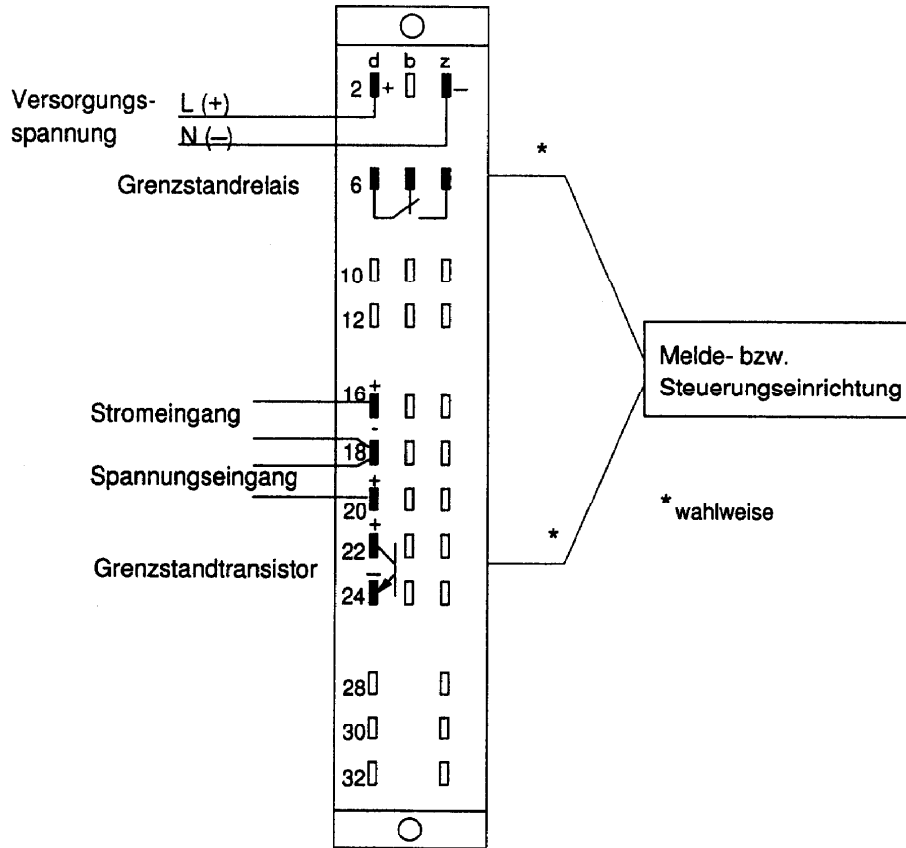 d b z
2 + –
Versorgungs-
spannung
L (+)
N (–)
*
Grenzstandrelais
6
10
12
Melde- bzw.
Steuerungseinrichtung
+
16
Stromeingang
-
18
Spannungseingang
+
20
* wahlweise
+
22
*
Grenzstandtransistor
–
24
28
30
32